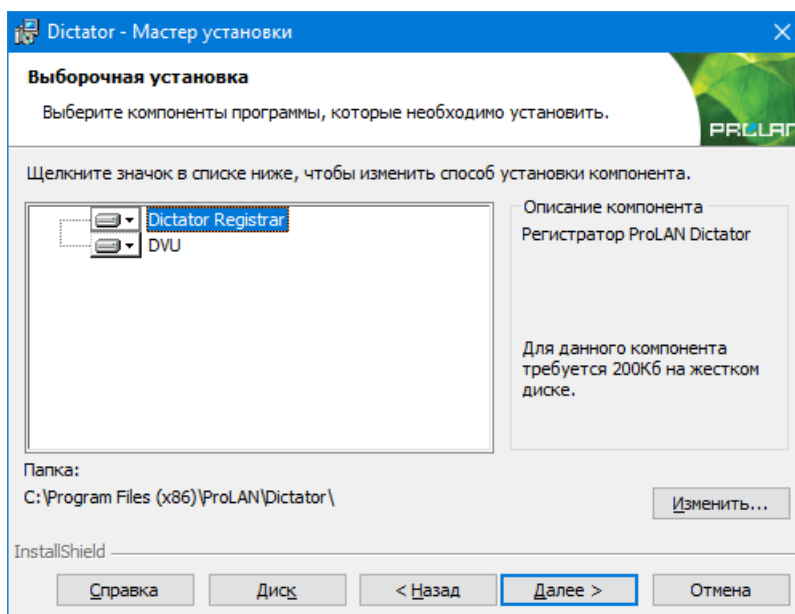 Dictator - Мастер установки
Выборочная установка
Выберите компоненты программы, которые необходимо установить.
PROLAN
Щелкните значок в списке ниже, чтобы изменить способ установки компонента.
Dictator Registrar
DVU
Описание компонента
Регистратор ProLAN Dictator
Для данного компонента
требуется 200Кб на жестком
диске.
Папка:
C:\Program Files (x86)\ProLAN\Dictator\
Изменить...
InstallShield
Справка
Диск
< Назад
Далее >
Отмена